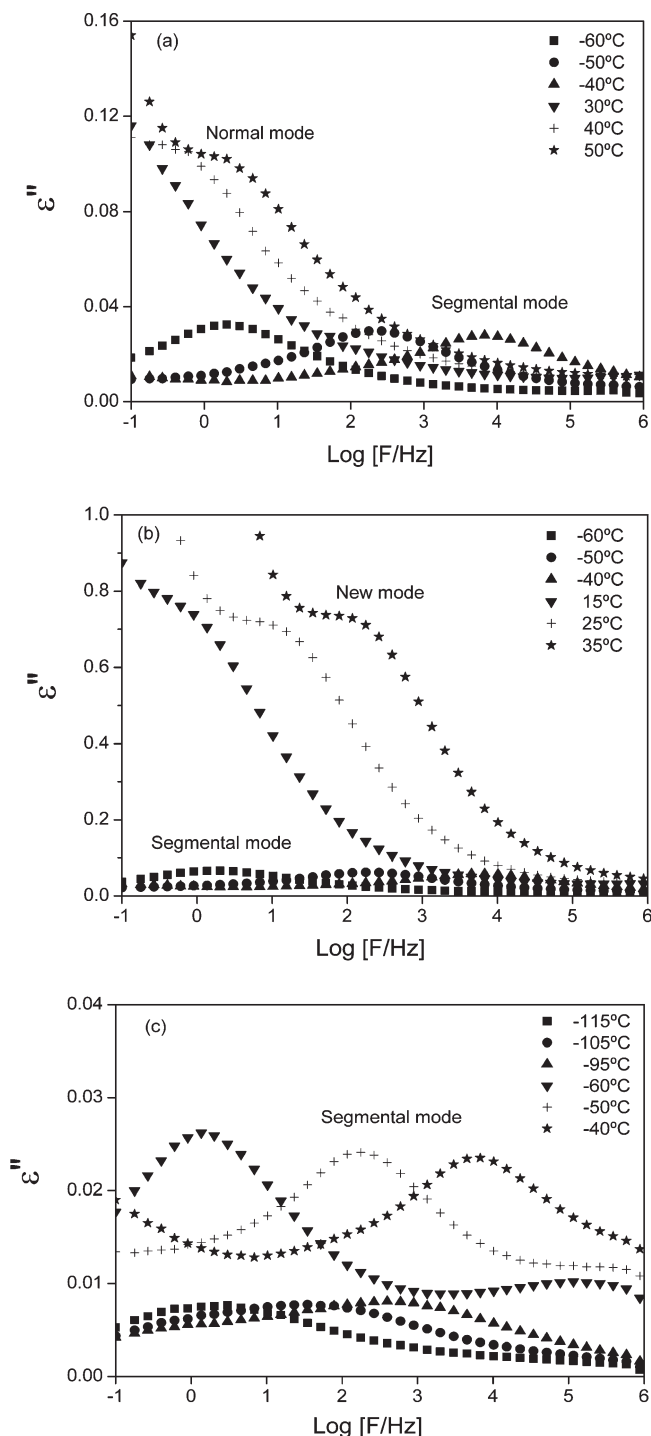 (a)
0.16
0.12
0.08
0.04
0.00
ε"
-60ºC
-50ºC
-40ºC
30ºC
40ºC
50ºC
Normal mode
Segmental mode
-1 0 1 2 3 4 5 6
Log [F/Hz]
(b)
1.0
0.8
0.6
0.4
0.2
0.0
ε"
-60ºC
-50ºC
-40ºC
15ºC
25ºC
35ºC
New mode
Segmental mode
-1 0 1 2 3 4 5 6
Log [F/Hz]
(c)
0.04
0.03
0.02
0.01
0.00
ε"
-115ºC
-105ºC
-95ºC
-60ºC
-50ºC
-40ºC
Segmental mode
-1 0 1 2 3 4 5 6
Log [F/Hz]